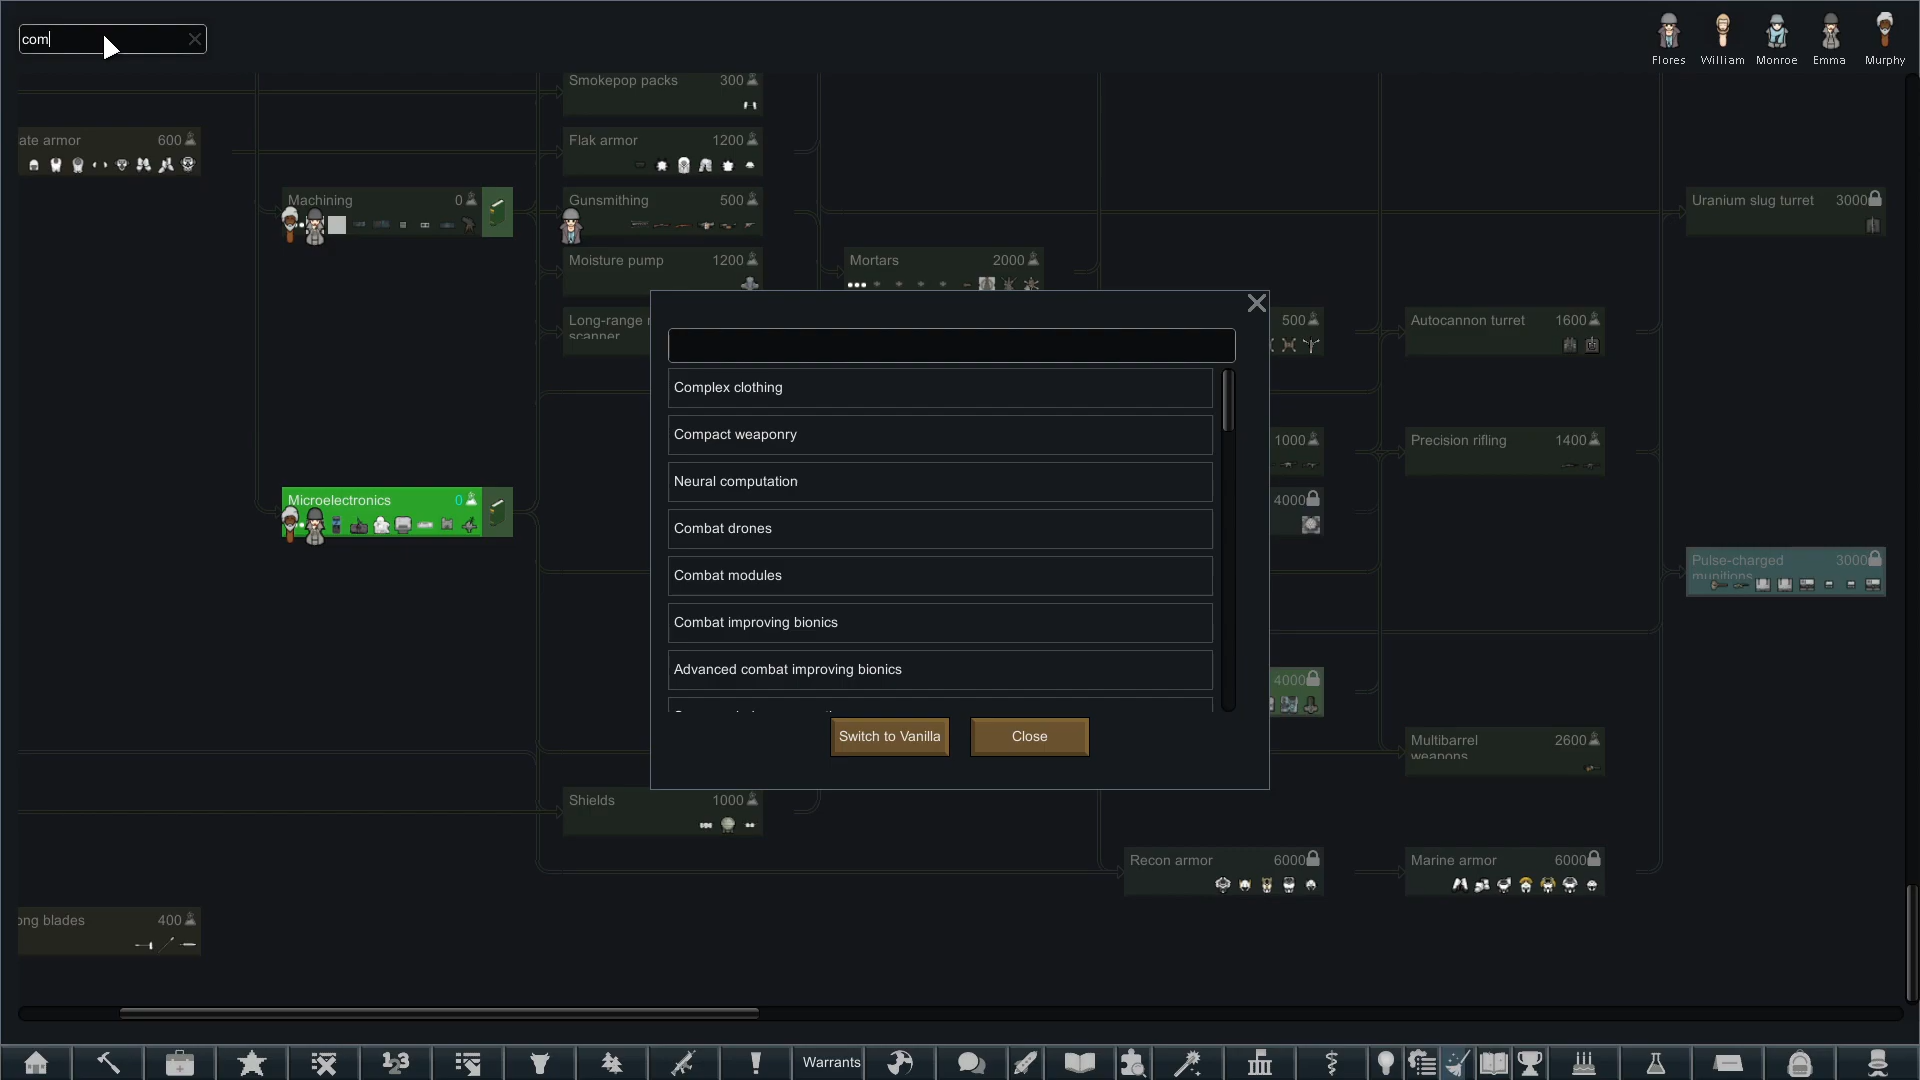 com
Flores
William
Monroe
Emma
Murphy
Smokepop packs 300
ate armor 600
Flak armor 1200
Machining 0
Gunsmithing 500
Uranium slug turret 3000
Moisture pump 1200
Mortars 2000
Long-range
scanner
500
Autocannon turret 1600
Complex clothing
Compact weaponry
Neural computation
Combat drones
Combat modules
Combat improving bionics
Advanced combat improving bionics
1000
Precision rifling 1400
Microelectronics 0
4000
Pulse-charged 3000
munitions
4000
Switch to Vanilla
Close
Multibarrel 2600
weapons
Shields 1000
Recon armor 6000
Marine armor 6000
ong blades 400
1 2 3
Warrants